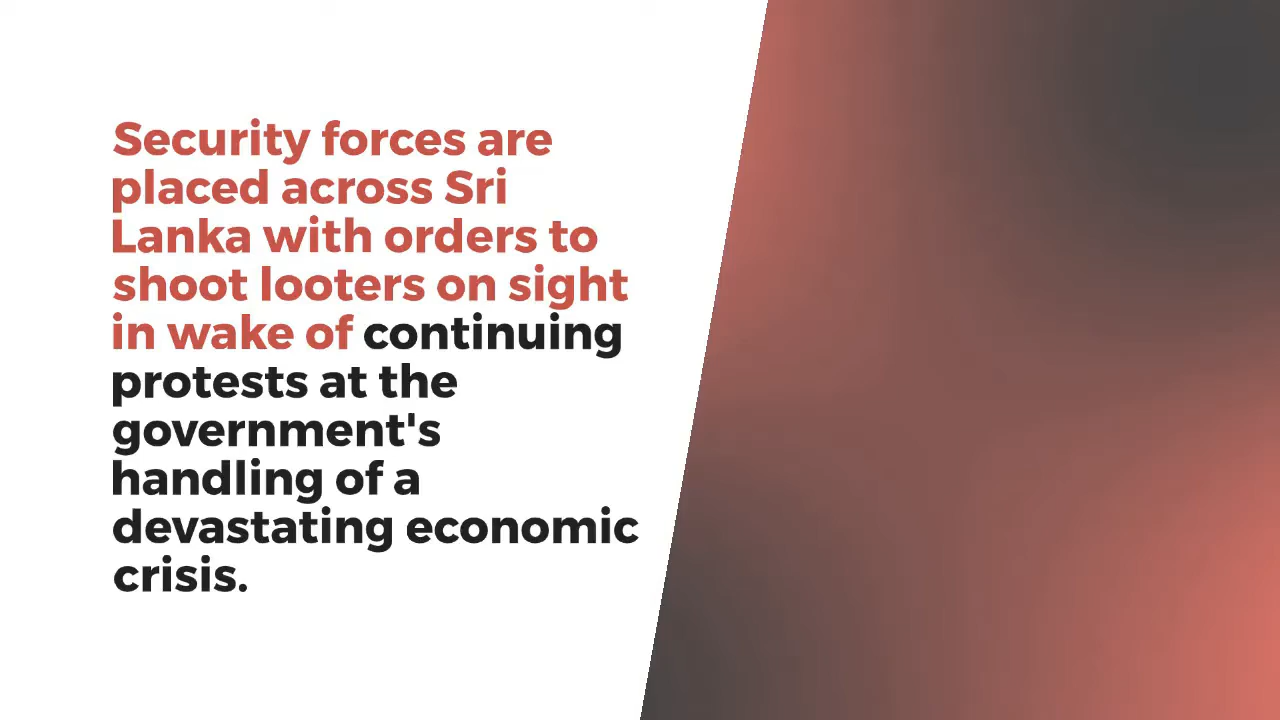 Security forces are
placed across Sri
Lanka with orders to
shoot looters on sight
in wake of continuing
protests at the
government's
handling of a
devastating economic
crisis.